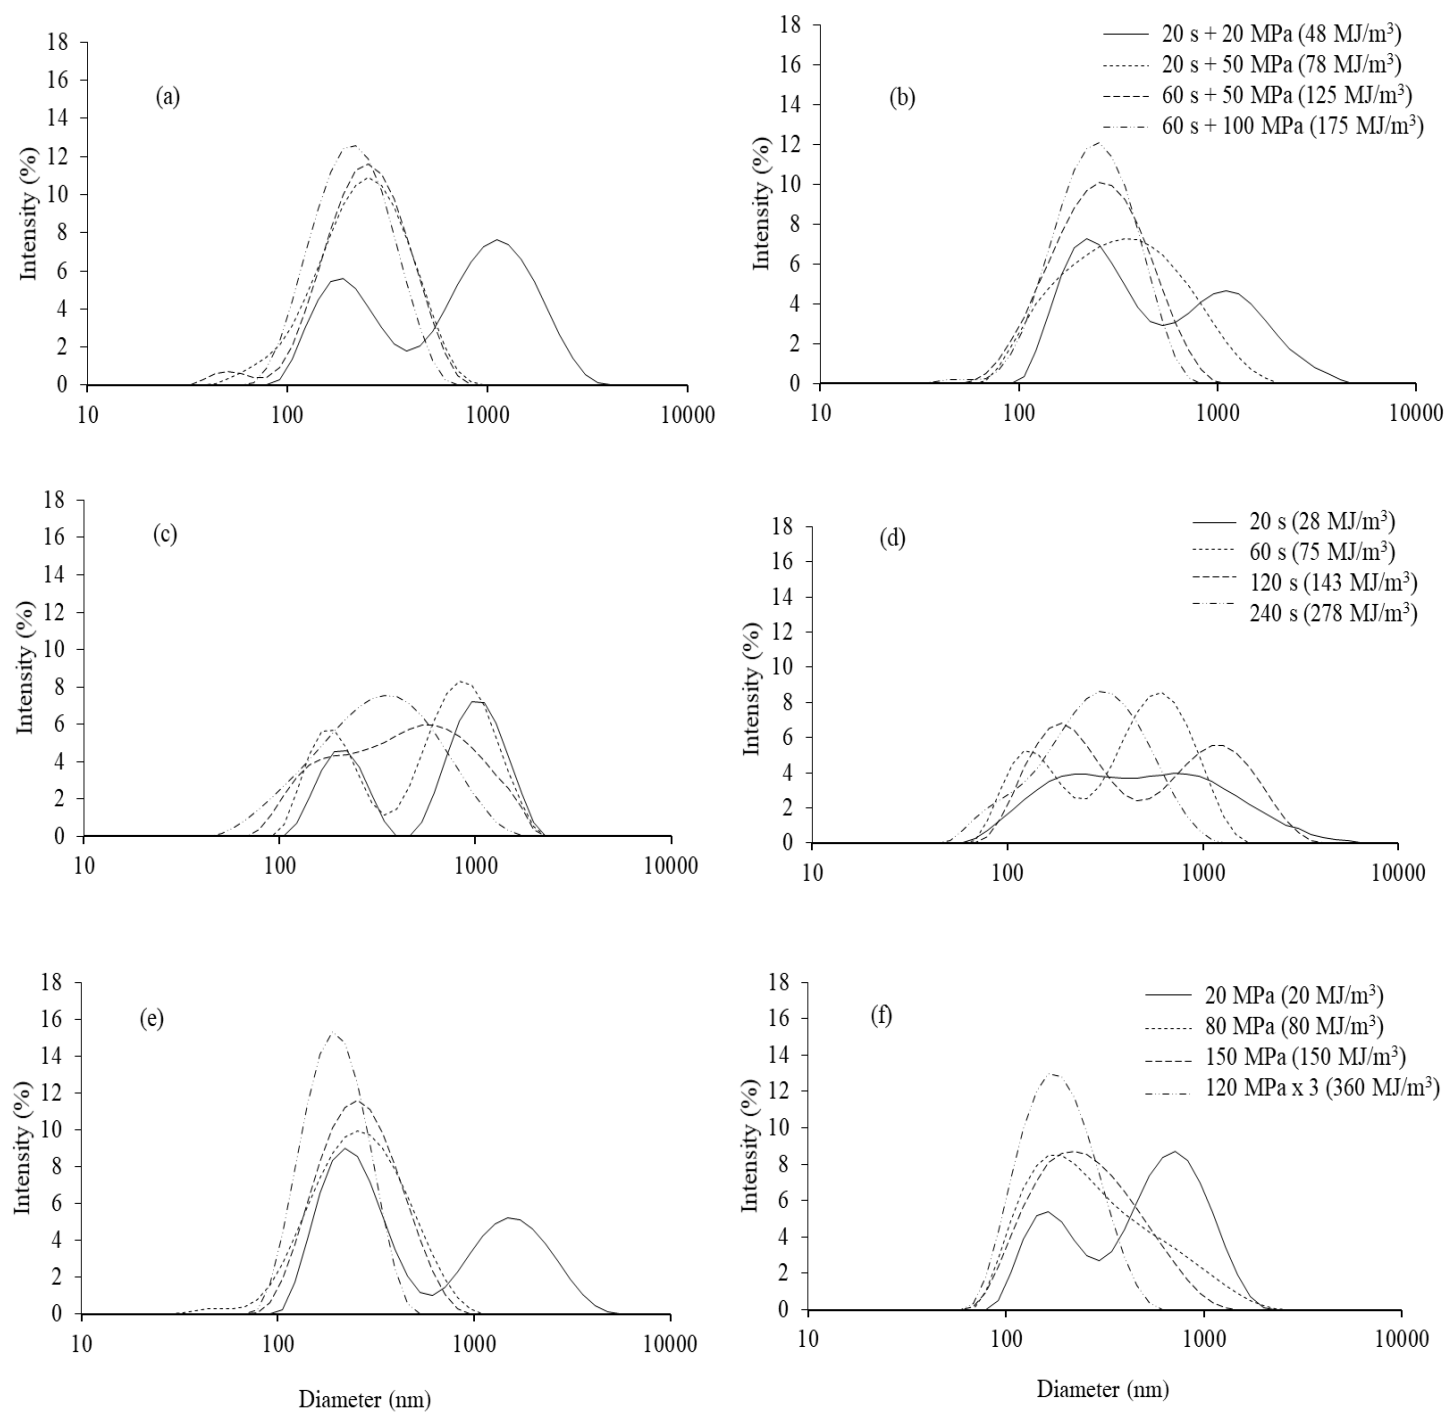 (a)
Intensity (%)
18
16
14
12
10
8
6
4
2
0
10 100 1000 10000
(b)
Intensity (%)
18
16
14
12
10
8
6
4
2
0
10 100 1000 10000
20 s + 20 MPa (48 MJ/m³)
20 s + 50 MPa (78 MJ/m³)
60 s + 50 MPa (125 MJ/m³)
60 s + 100 MPa (175 MJ/m³)
(c)
Intensity (%)
18
16
14
12
10
8
6
4
2
0
10 100 1000 10000
(d)
Intensity (%)
18
16
14
12
10
8
6
4
2
0
10 100 1000 10000
20 s (28 MJ/m³)
60 s (75 MJ/m³)
120 s (143 MJ/m³)
240 s (278 MJ/m³)
(e)
Intensity (%)
18
16
14
12
10
8
6
4
2
0
10 100 1000 10000
Diameter (nm)
(f)
Intensity (%)
18
16
14
12
10
8
6
4
2
0
10 100 1000 10000
20 MPa (20 MJ/m³)
80 MPa (80 MJ/m³)
150 MPa (150 MJ/m³)
120 MPa x 3 (360 MJ/m³)
Diameter (nm)